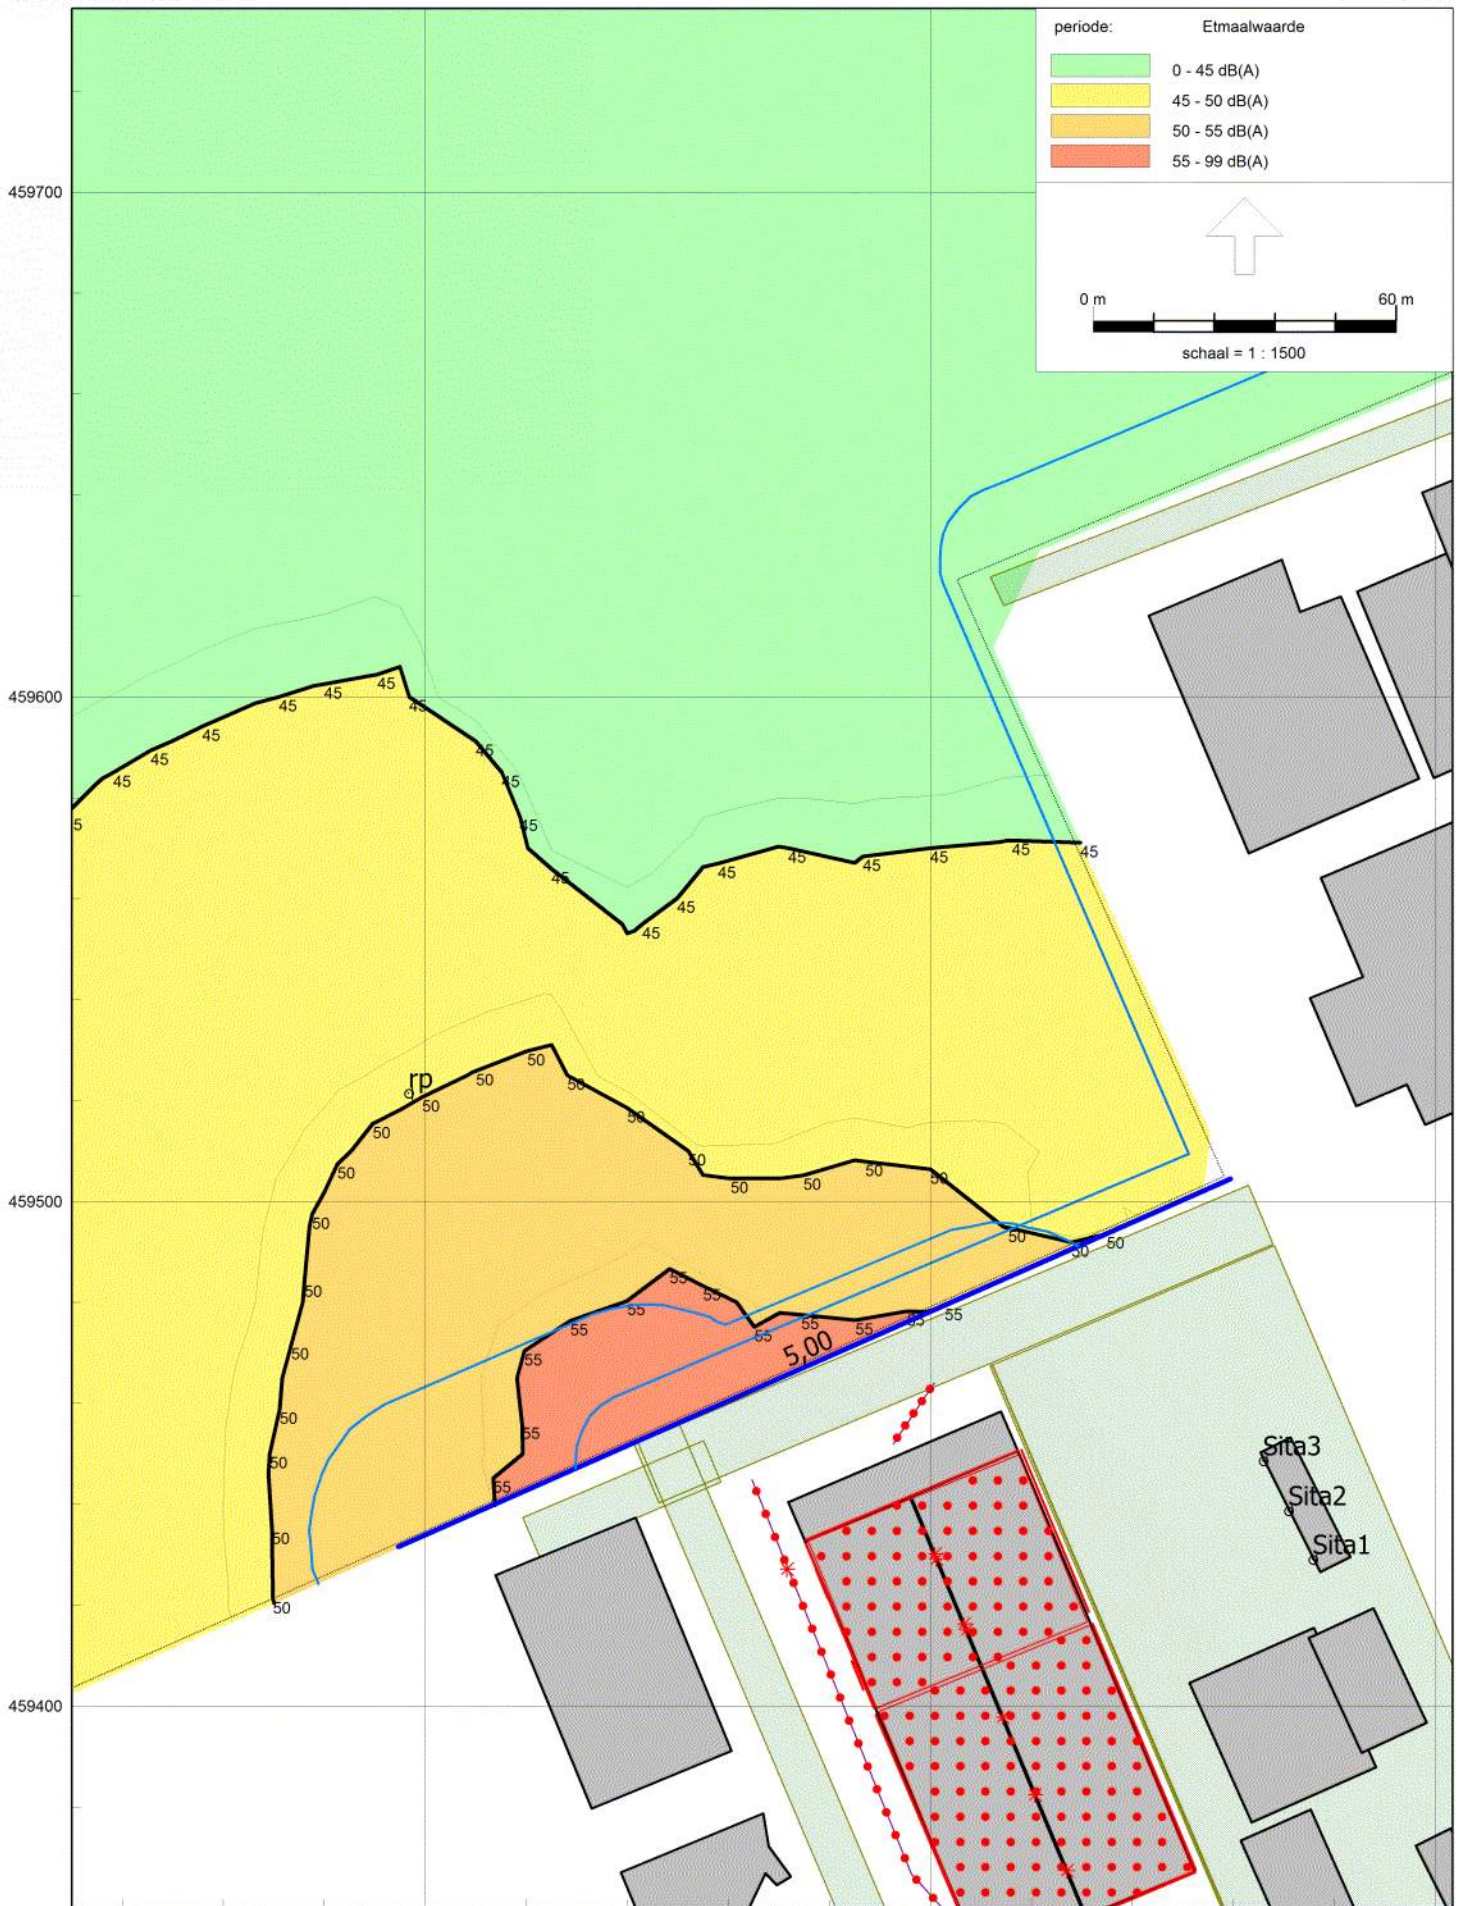 periode: Etmaalwaarde
0 - 45 dB(A)
45 - 50 dB(A)
50 - 55 dB(A)
55 - 99 dB(A)
459700
0 m 60 m
schaal = 1 : 1500
459600
45 45 45 45 45 45 45
5 45 45 45 45
45 45 45 45 45 45 45
45
rp
50 50 50 50 50
50 50 50 50 50 50 50
459500
50 50 50 50
50 55 55 55 55 55 55 55
50 55 55
5,00
50 55
50 55
50
50
Sita3
Sita2
Sita1
459400